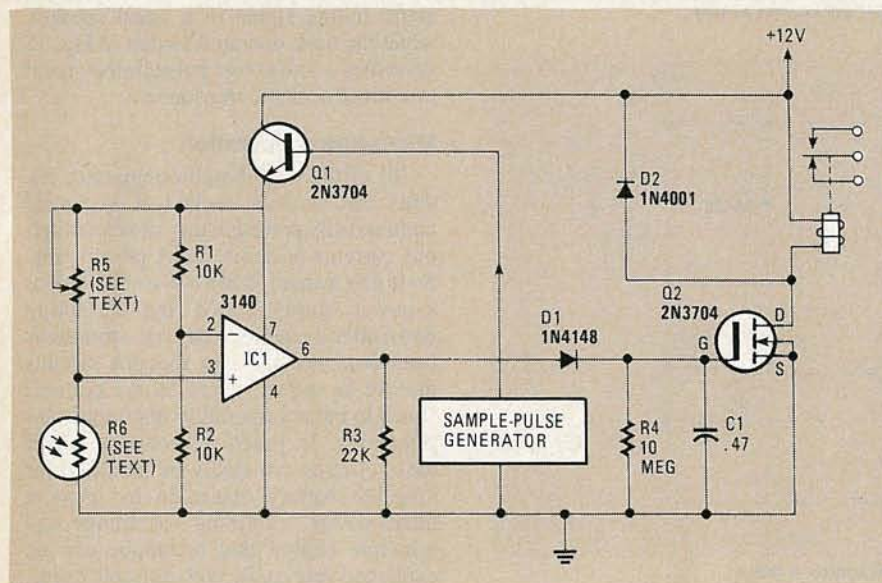 +12V
Q1
2N3704
D2
1N4001
R5
(SEE
TEXT)
R1
10K
3140
2
−
7
IC1
6
3
+
4
D1
1N4148
Q2
2N3704
D
G
S
R6
(SEE
TEXT)
R2
10K
R3
22K
SAMPLE-PULSE
GENERATOR
R4
10
MEG
C1
.47